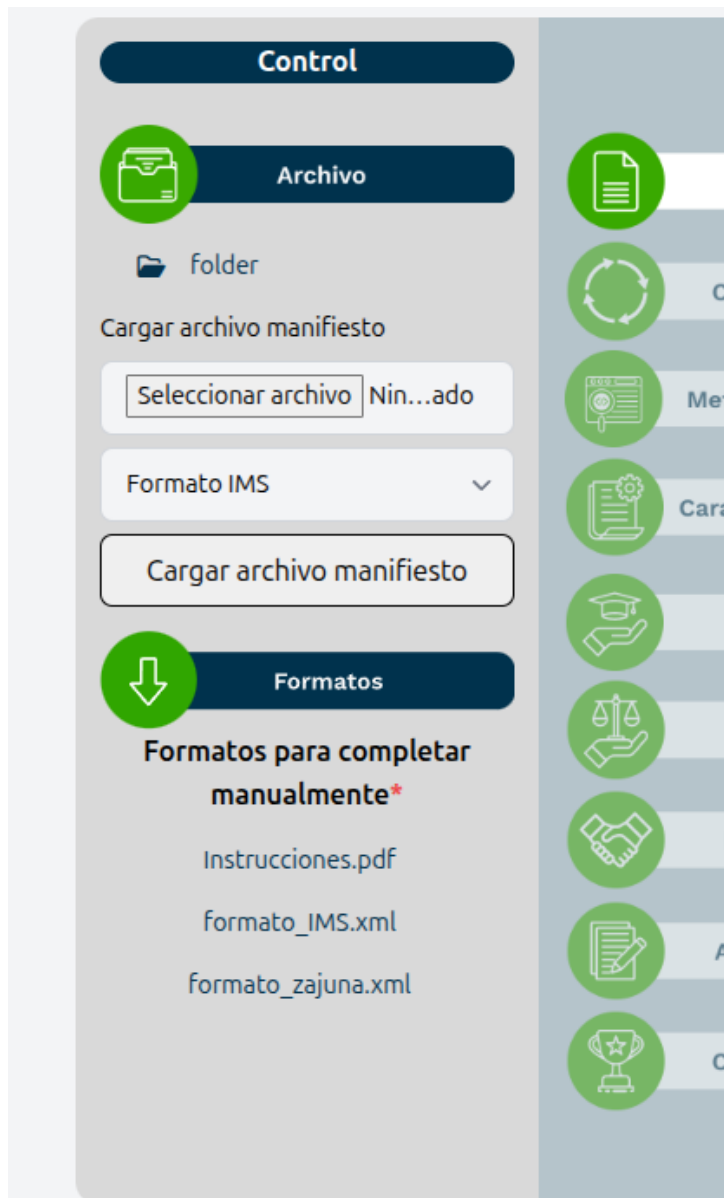 Control
Archivo
folder
Cargar archivo manifiesto
Seleccionar archivo Nin…ado
Formato IMS
Cargar archivo manifiesto
Formatos
Formatos para completar
manualmente*
Instrucciones.pdf
formato_IMS.xml
formato_zajuna.xml